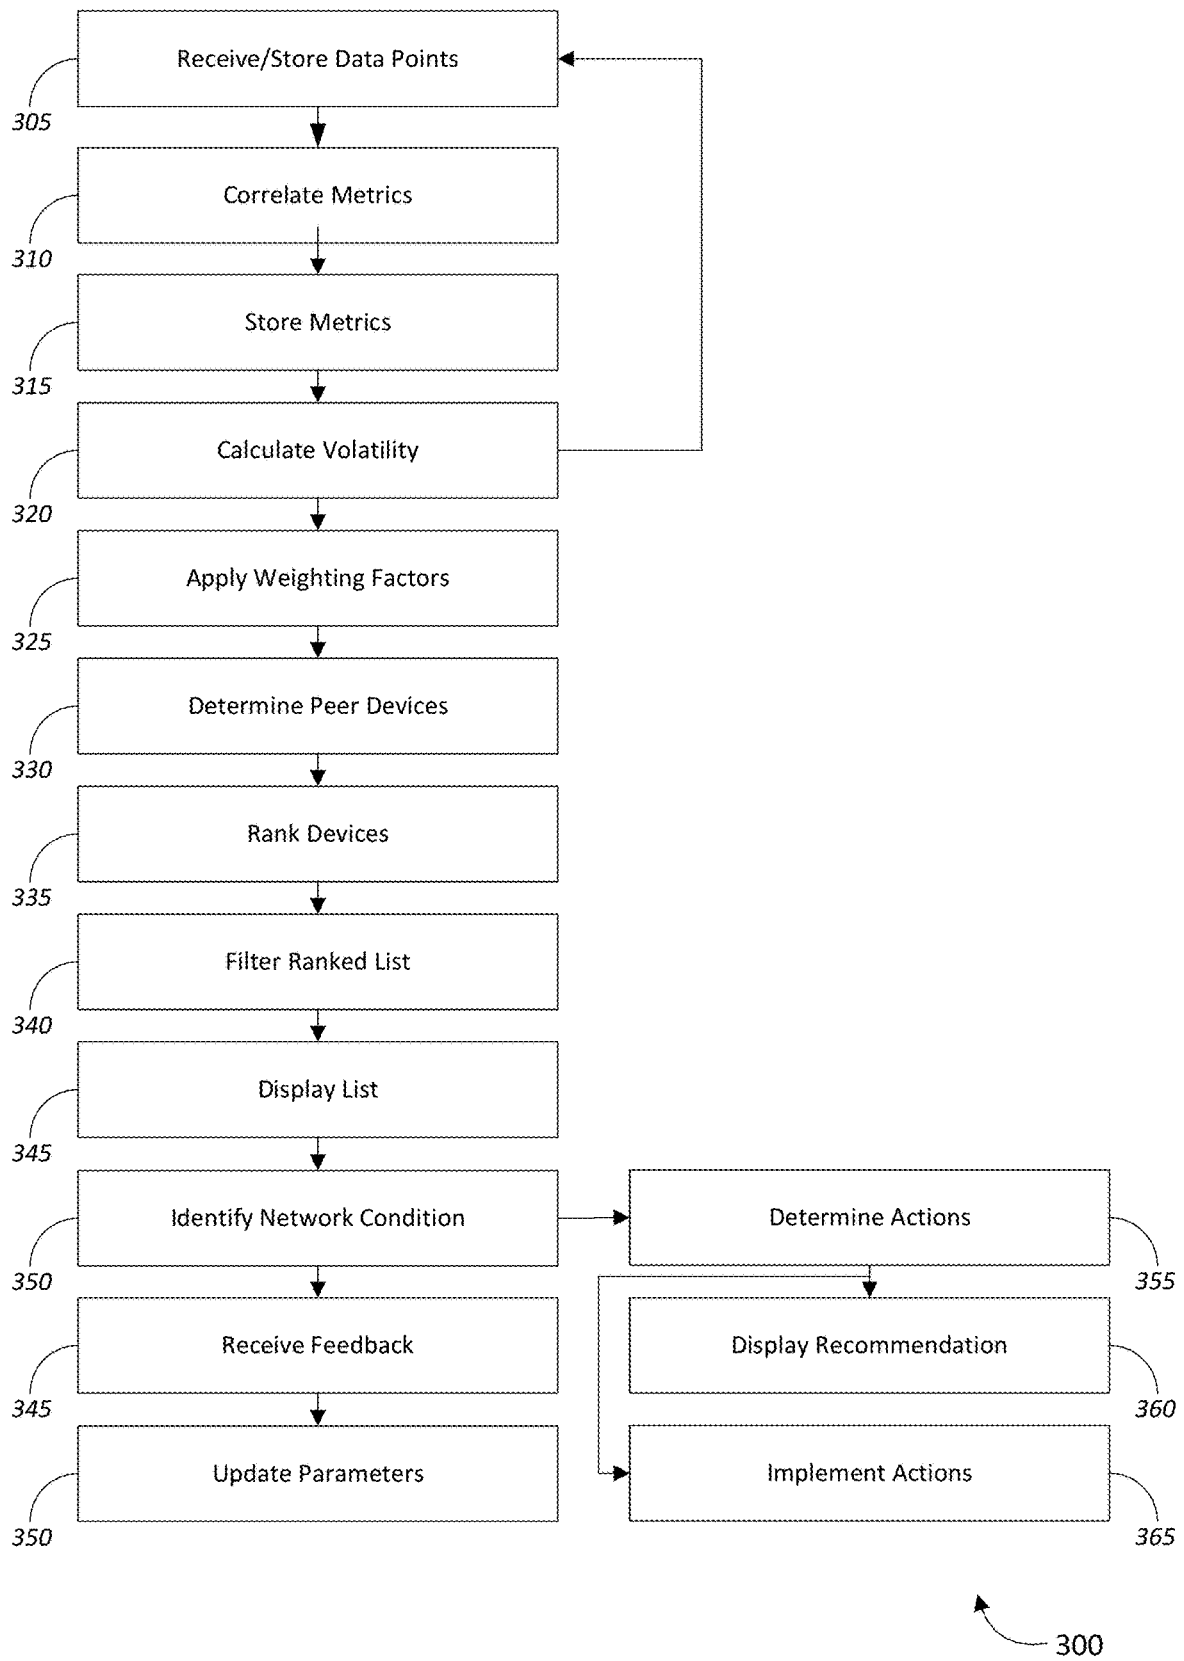 Receive/Store Data Points
305
Correlate Metrics
310
Store Metrics
315
Calculate Volatility
320
Apply Weighting Factors
325
Determine Peer Devices
330
Rank Devices
335
Filter Ranked List
340
Display List
345
Identify Network Condition
350
Determine Actions
355
Receive Feedback
345
Display Recommendation
360
Update Parameters
350
Implement Actions
365
300